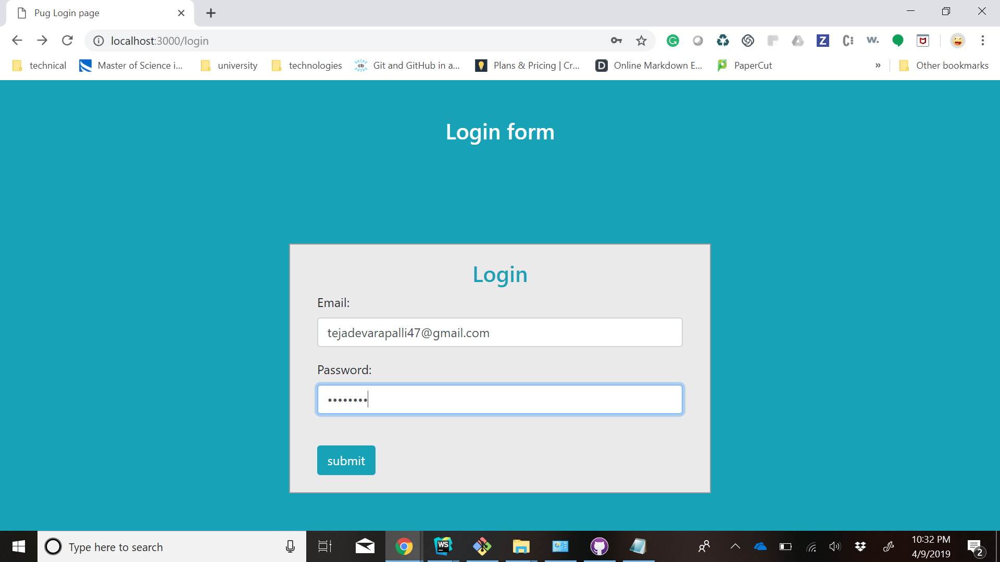 Pug Login page
localhost:3000/login
technical
Master of Science i...
university
technologies
Git and GitHub in a...
Plans & Pricing | Cr...
Online Markdown E...
PaperCut
»
Other bookmarks
Login form
Login
Email:
tejadevarapalli47@gmail.com
Password:
••••••••
submit
Type here to search
WS
10:32 PM
4/9/2019
2